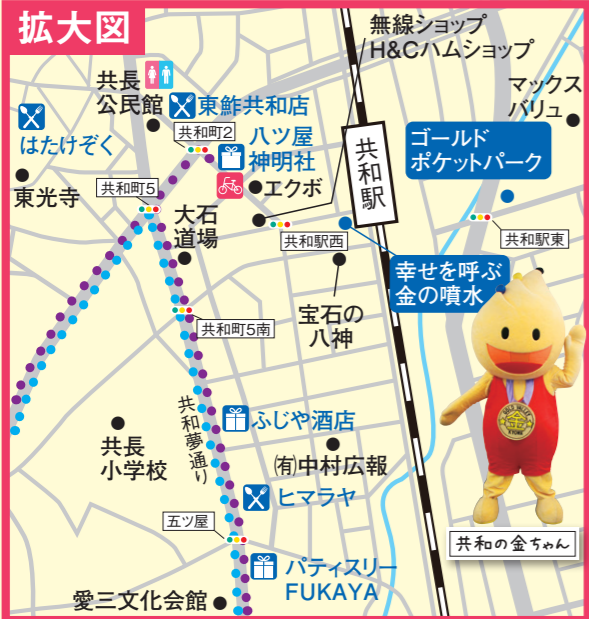 拡大図
無線ショップ
H&Cハムショップ
共長
公民館
東鮓共和店
マックス
バリュ
はたけぞく
共和町2
八ツ屋
神明社
共和駅
ゴールド
ポケットパーク
東光寺
共和町5
エクボ
大石
道場
共和駅西
共和駅東
幸せを呼ぶ
金の噴水
宝石の
八神
共和町5南
共和夢通り
ふじや酒店
共長
小学校
㈲中村広報
ヒマラヤ
五ツ屋
共和の金ちゃん
パティスリー
FUKAYA
愛三文化会館
金